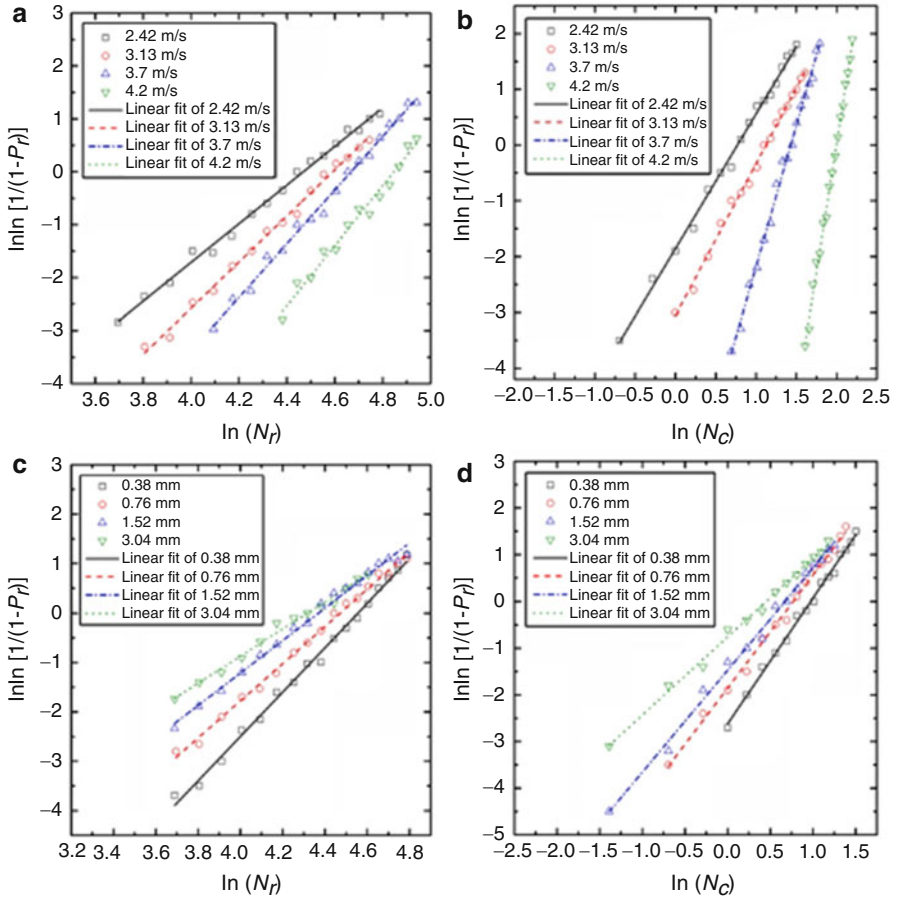 a
3
2
1
0
−1
−2
−3
−4
lnln [1/(1-Pr)]
2.42 m/s
3.13 m/s
3.7 m/s
4.2 m/s
Linear fit of 2.42 m/s
Linear fit of 3.13 m/s
Linear fit of 3.7 m/s
Linear fit of 4.2 m/s
3.6 3.8 4.0 4.2 4.4 4.6 4.8 5.0
ln (Nr)
b
2
1
0
−1
−2
−3
−4
lnln [1/(1-Pr)]
2.42 m/s
3.13 m/s
3.7 m/s
4.2 m/s
Linear fit of 2.42 m/s
Linear fit of 3.13 m/s
Linear fit of 3.7 m/s
Linear fit of 4.2 m/s
−2.0−1.5−1.0−0.5 0.0 0.5 1.0 1.5 2.0 2.5
ln (Nc)
c
3
2
1
0
−1
−2
−3
−4
lnln [1/(1-Pr)]
0.38 mm
0.76 mm
1.52 mm
3.04 mm
Linear fit of 0.38 mm
Linear fit of 0.76 mm
Linear fit of 1.52 mm
Linear fit of 3.04 mm
3.2 3.4 3.6 3.8 4.0 4.2 4.4 4.6 4.8
ln (Nr)
d
3
2
1
0
−1
−2
−3
−4
−5
lnln [1/(1-Pr)]
0.38 mm
0.76 mm
1.52 mm
3.04 mm
Linear fit of 0.38 mm
Linear fit of 0.76 mm
Linear fit of 1.52 mm
Linear fit of 3.04 mm
−2.5−2.0−1.5−1.0−0.5 0.0 0.5 1.0 1.5
ln (Nc)